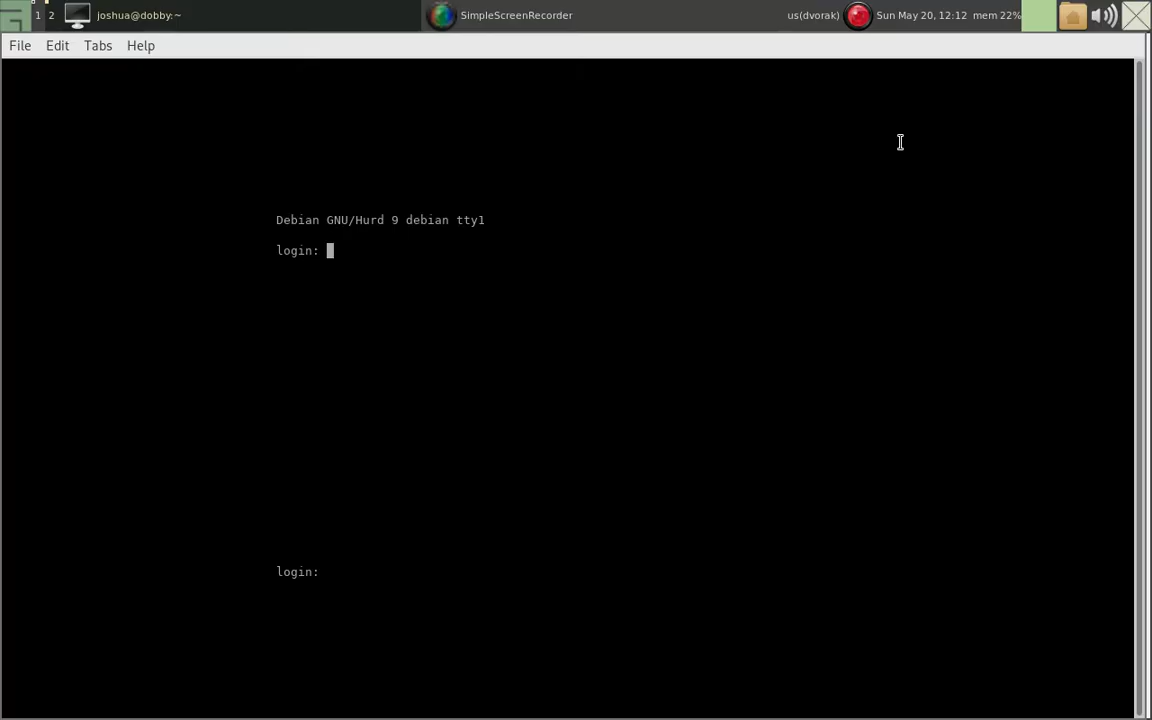 1 2 joshua@dobby:~ SimpleScreenRecorder us(dvorak) Sun May 20, 12:12 mem 22%
File Edit Tabs Help
Debian GNU/Hurd 9 debian tty1
login:
login: